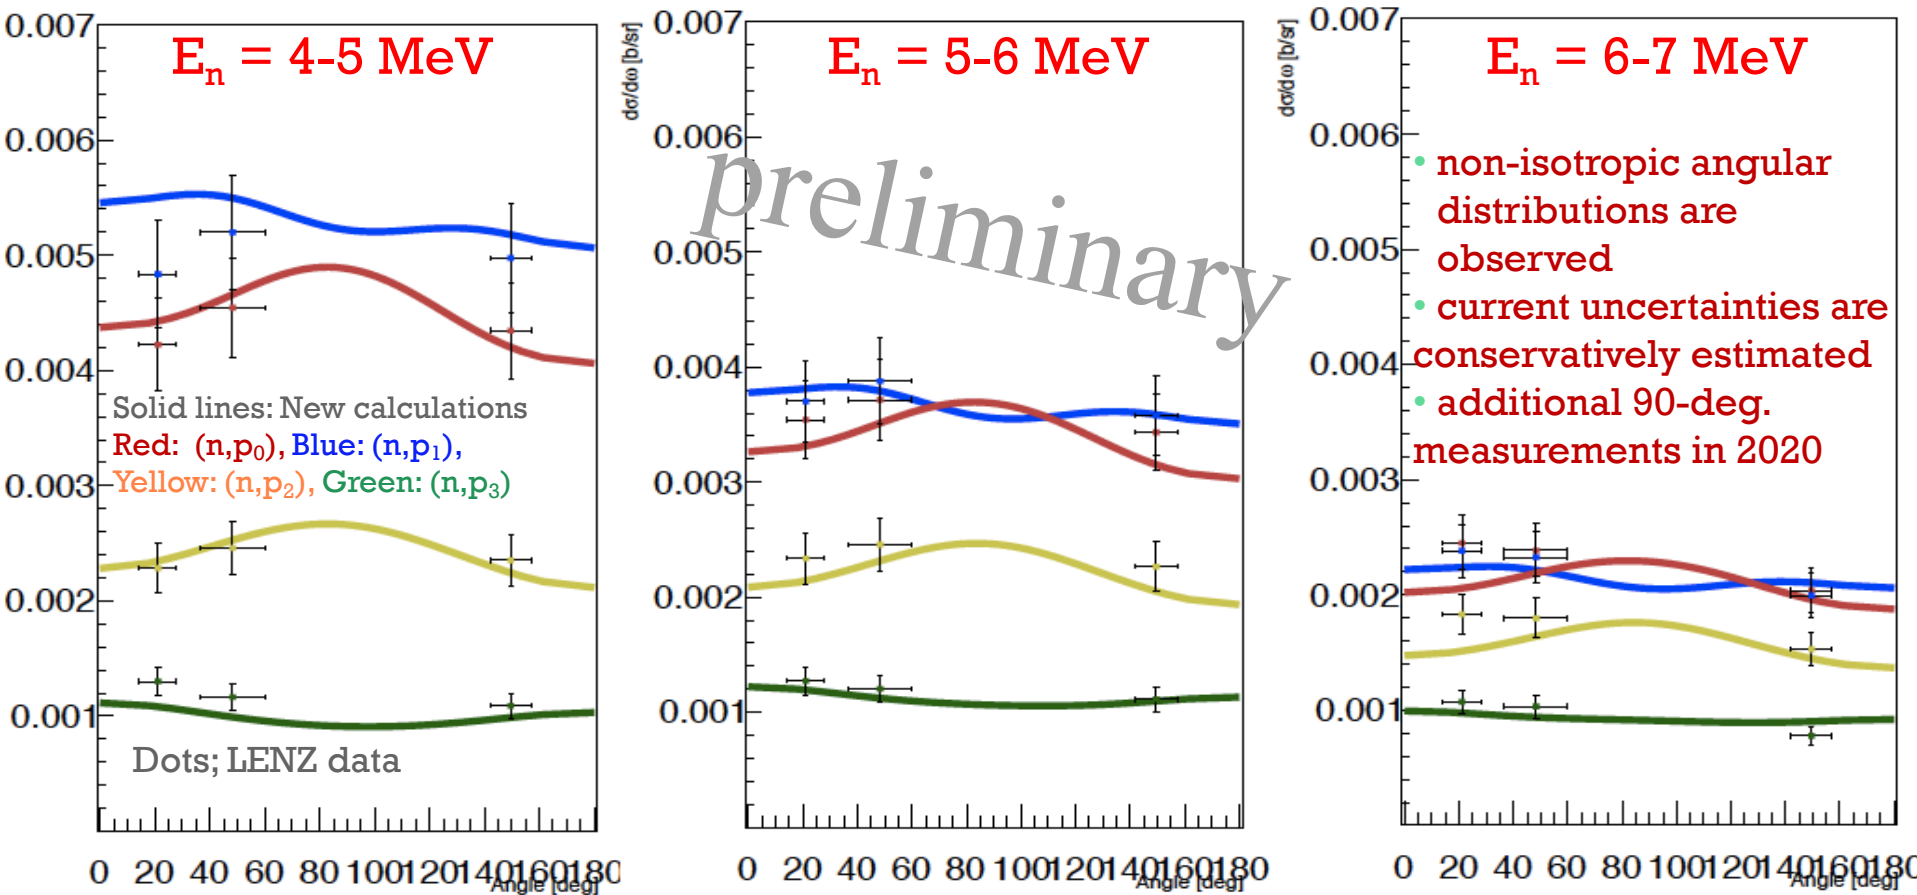 E_n = 4-5 MeV
0.007
0.006
0.005
0.004
0.003
0.002
0.001
Solid lines: New calculations
Red: (n,p_0), Blue: (n,p_1),
Yellow: (n,p_2), Green: (n,p_3)
Dots; LENZ data
0 20 40 60 80 100 120 140 160 180
Angle [deg]
E_n = 5-6 MeV
dσ/dω [b/sr]
0.007
0.006
0.005
0.004
0.003
0.002
0.001
preliminary
0 20 40 60 80 100 120 140 160 180
Angle [deg]
E_n = 6-7 MeV
dσ/dω [b/sr]
0.007
0.006
0.005
0.004
0.003
0.002
0.001
• non-isotropic angular
distributions are
observed
• current uncertainties are
conservatively estimated
• additional 90-deg.
measurements in 2020
0 20 40 60 80 100 120 140 160 180
Angle [deg]